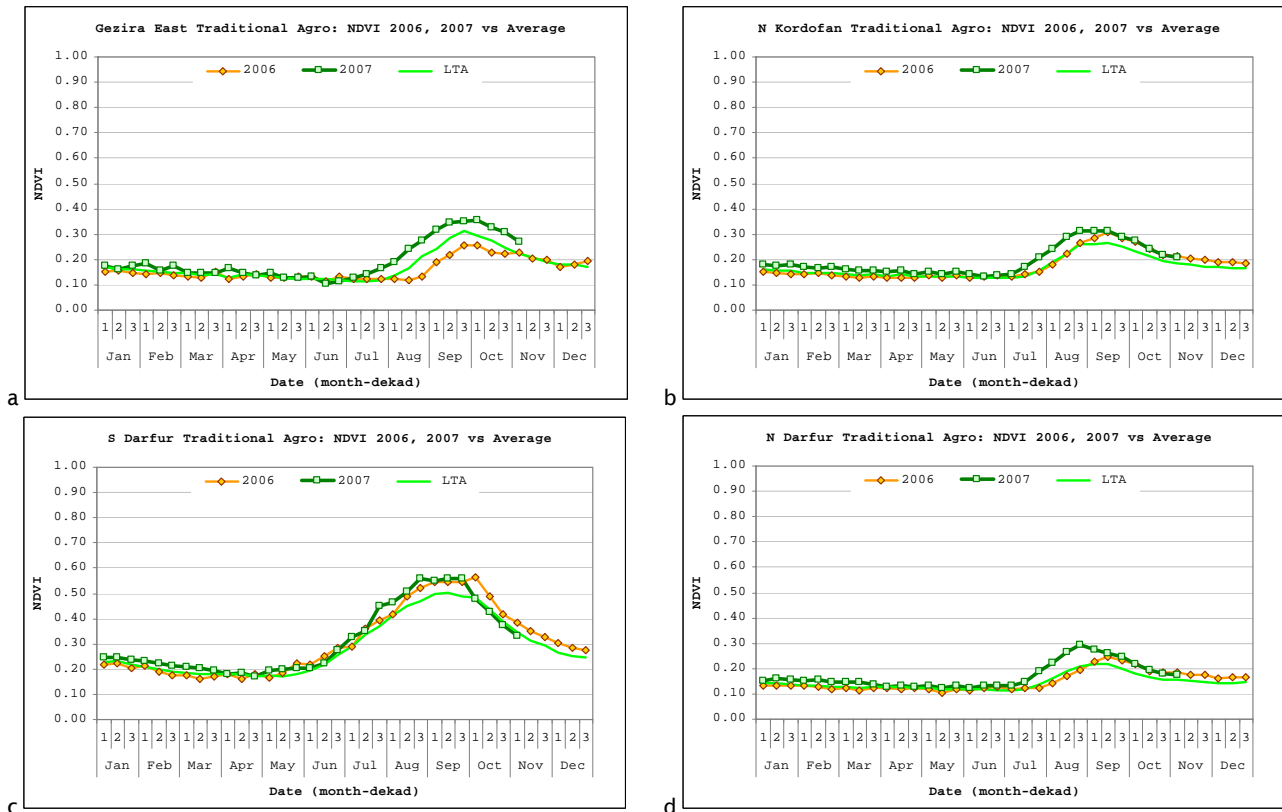 Gezira East Traditional Agro: NDVI 2006, 2007 vs Average
2006 2007 LTA
1.00
0.90
0.80
0.70
0.60
0.50
0.40
0.30
0.20
0.10
0.00
NDVI
1 2 3 1 2 3 1 2 3 1 2 3 1 2 3 1 2 3 1 2 3 1 2 3 1 2 3 1 2 3 1 2 3 1 2 3
Jan Feb Mar Apr May Jun Jul Aug Sep Oct Nov Dec
Date (month-dekad)
a
N Kordofan Traditional Agro: NDVI 2006, 2007 vs Average
2006 2007 LTA
1.00
0.90
0.80
0.70
0.60
0.50
0.40
0.30
0.20
0.10
0.00
NDVI
1 2 3 1 2 3 1 2 3 1 2 3 1 2 3 1 2 3 1 2 3 1 2 3 1 2 3 1 2 3 1 2 3 1 2 3
Jan Feb Mar Apr May Jun Jul Aug Sep Oct Nov Dec
Date (month-dekad)
b
S Darfur Traditional Agro: NDVI 2006, 2007 vs Average
2006 2007 LTA
1.00
0.90
0.80
0.70
0.60
0.50
0.40
0.30
0.20
0.10
0.00
NDVI
1 2 3 1 2 3 1 2 3 1 2 3 1 2 3 1 2 3 1 2 3 1 2 3 1 2 3 1 2 3 1 2 3 1 2 3
Jan Feb Mar Apr May Jun Jul Aug Sep Oct Nov Dec
Date (month-dekad)
c
N Darfur Traditional Agro: NDVI 2006, 2007 vs Average
2006 2007 LTA
1.00
0.90
0.80
0.70
0.60
0.50
0.40
0.30
0.20
0.10
0.00
NDVI
1 2 3 1 2 3 1 2 3 1 2 3 1 2 3 1 2 3 1 2 3 1 2 3 1 2 3 1 2 3 1 2 3 1 2 3
Jan Feb Mar Apr May Jun Jul Aug Sep Oct Nov Dec
Date (month-dekad)
d